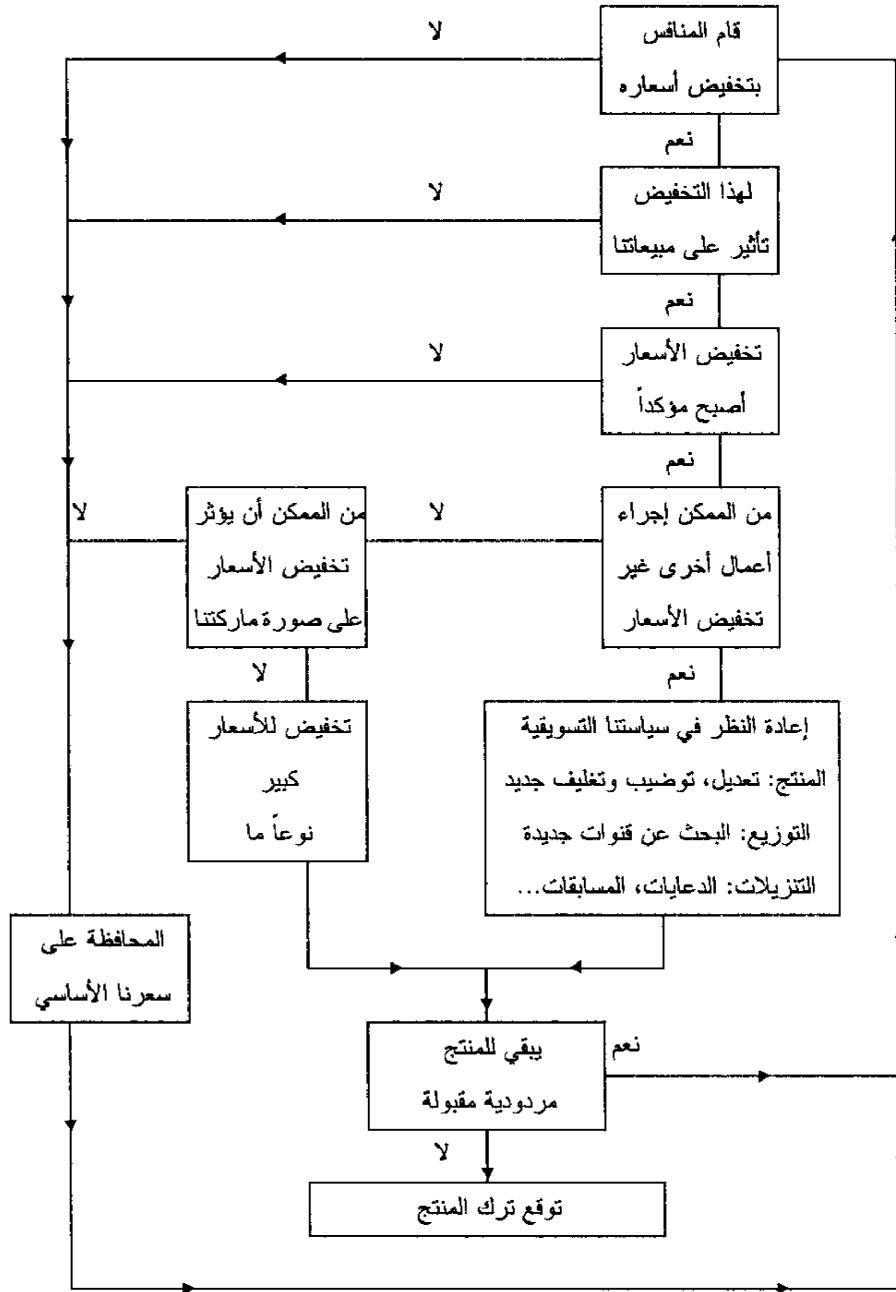 قام المنافس
بتخفيض أسعاره
لا
نعم
لهذا التخفيض
تأثير على مبيعاتنا
لا
نعم
تخفيض الأسعار
أصبح مؤكداً
لا
نعم
من الممكن إجراء
أعمال أخرى غير
تخفيض الأسعار
لا
من الممكن أن يؤثر
تخفيض الأسعار
على صورة ماركتنا
لا
نعم
لا
إعادة النظر في سياستنا التسويقية
المنتج: تعديل، توضيب وتغليف جديد
التوزيع: البحث عن قنوات جديدة
التنزيلات: الدعايات، المسابقات...
تخفيض للأسعار
كبير
نوعاً ما
المحافظة على
سعرنا الأساسي
يبقي للمنتج
مردودية مقبولة
نعم
لا
توقع ترك المنتج